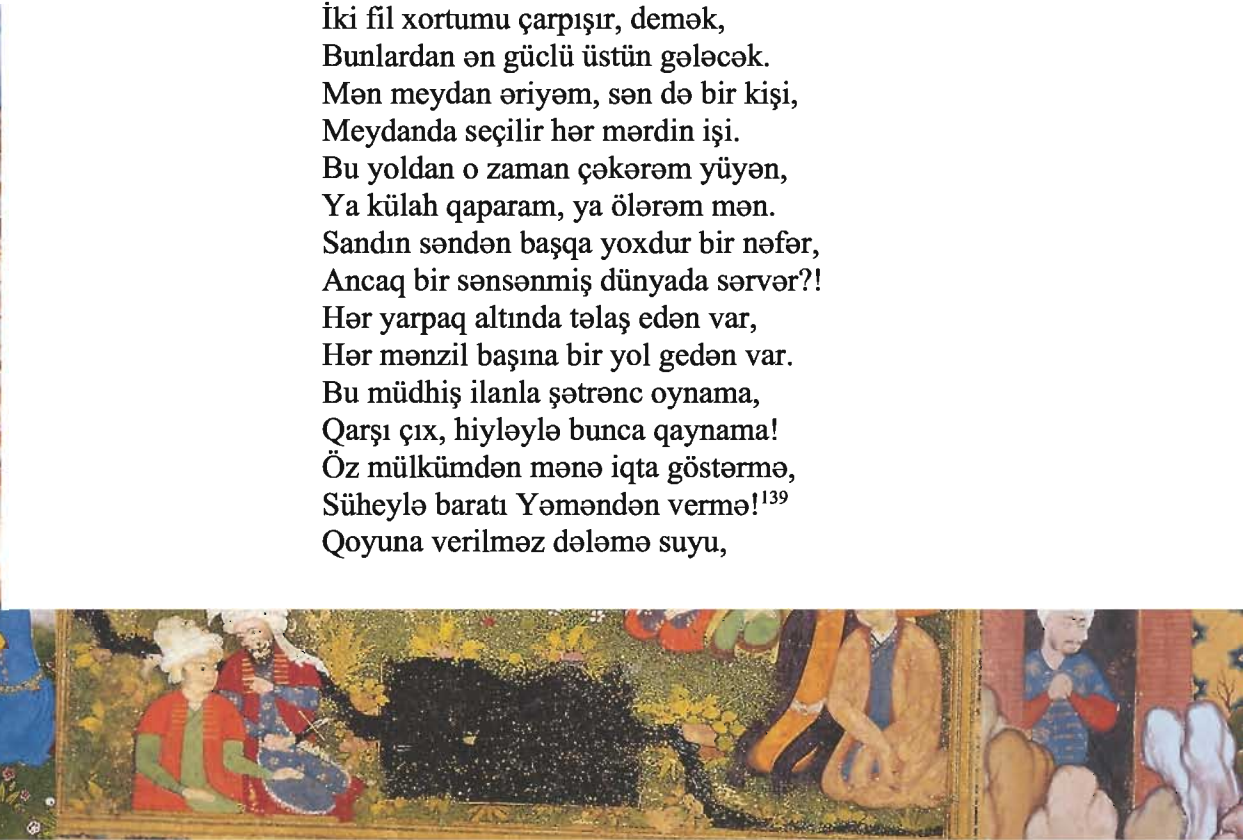 İki fil xortumu çarpışır, demək,
Bunlardan ən güclü üstün gələcək.
Mən meydan əriyəm, sən də bir kişi,
Meydanda seçilir hər mərdin işi.
Bu yoldan o zaman çəkərəm yüyən,
Ya külah qaparam, ya ölərəm mən.
Sandın səndən başqa yoxdur bir nəfər,
Ancaq bir sənsənmiş dünyada sərvər?!
Hər yarpaq altında təlaş edən var,
Hər mənzil başına bir yol gedən var.
Bu müdhiş ilanla şətrənc oynama,
Qarşı çıx, hiyləylə bunca qaynama!
Öz mülkümdən mənə iqta göstərmə,
Süheylə baratı Yəməndən vermə!¹³⁹
Qoyuna verilməz dələmə suyu,